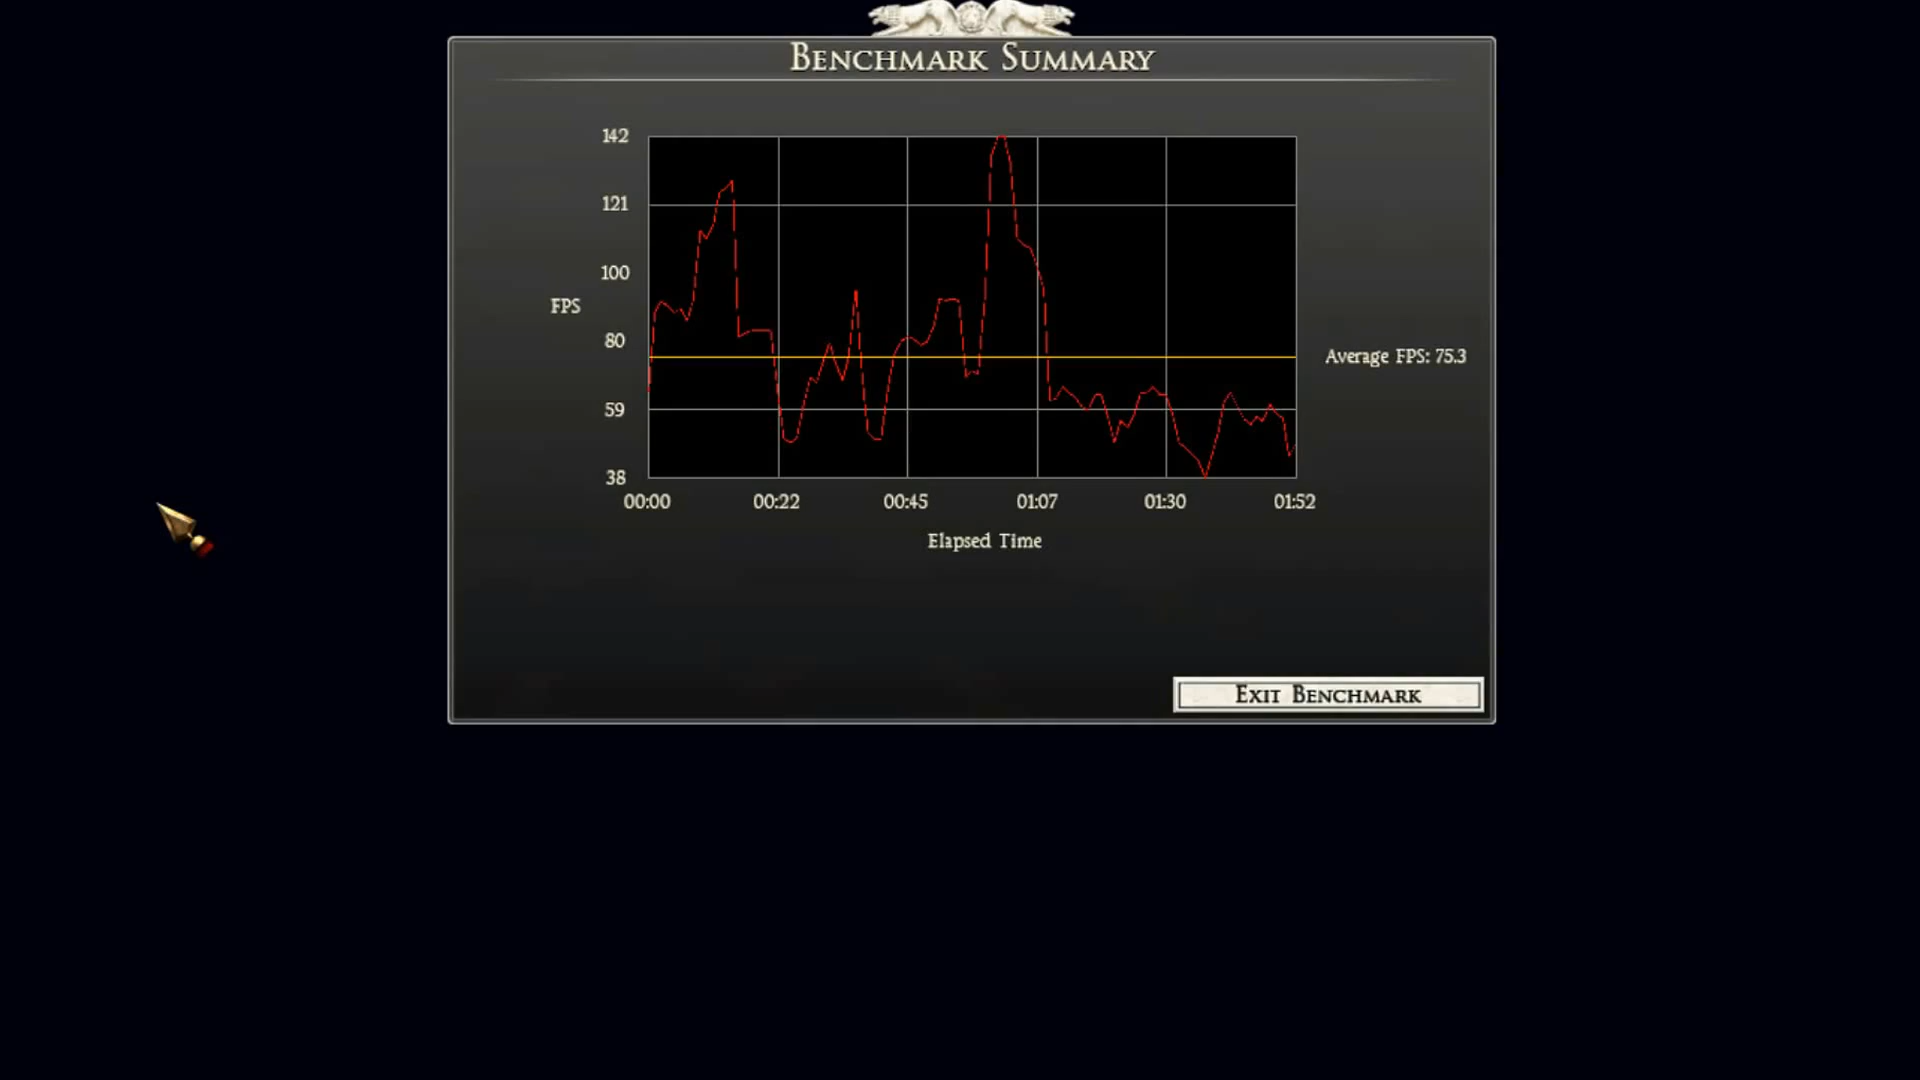 Benchmark Summary
142
121
100
FPS
80
Average FPS: 75.3
59
38
00:00 00:22 00:45 01:07 01:30 01:52
Elapsed Time
Exit Benchmark